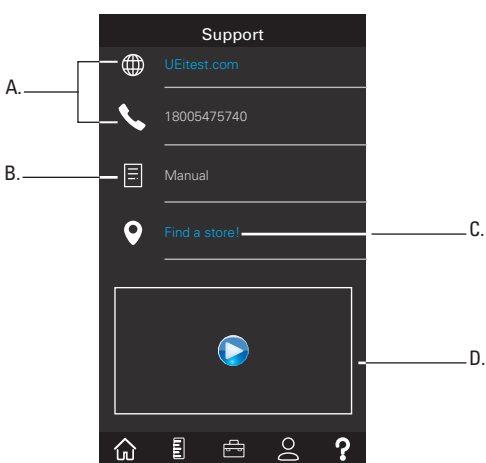 Support
UEitest.com
A.
18005475740
B.
Manual
Find a store!
C.
D.